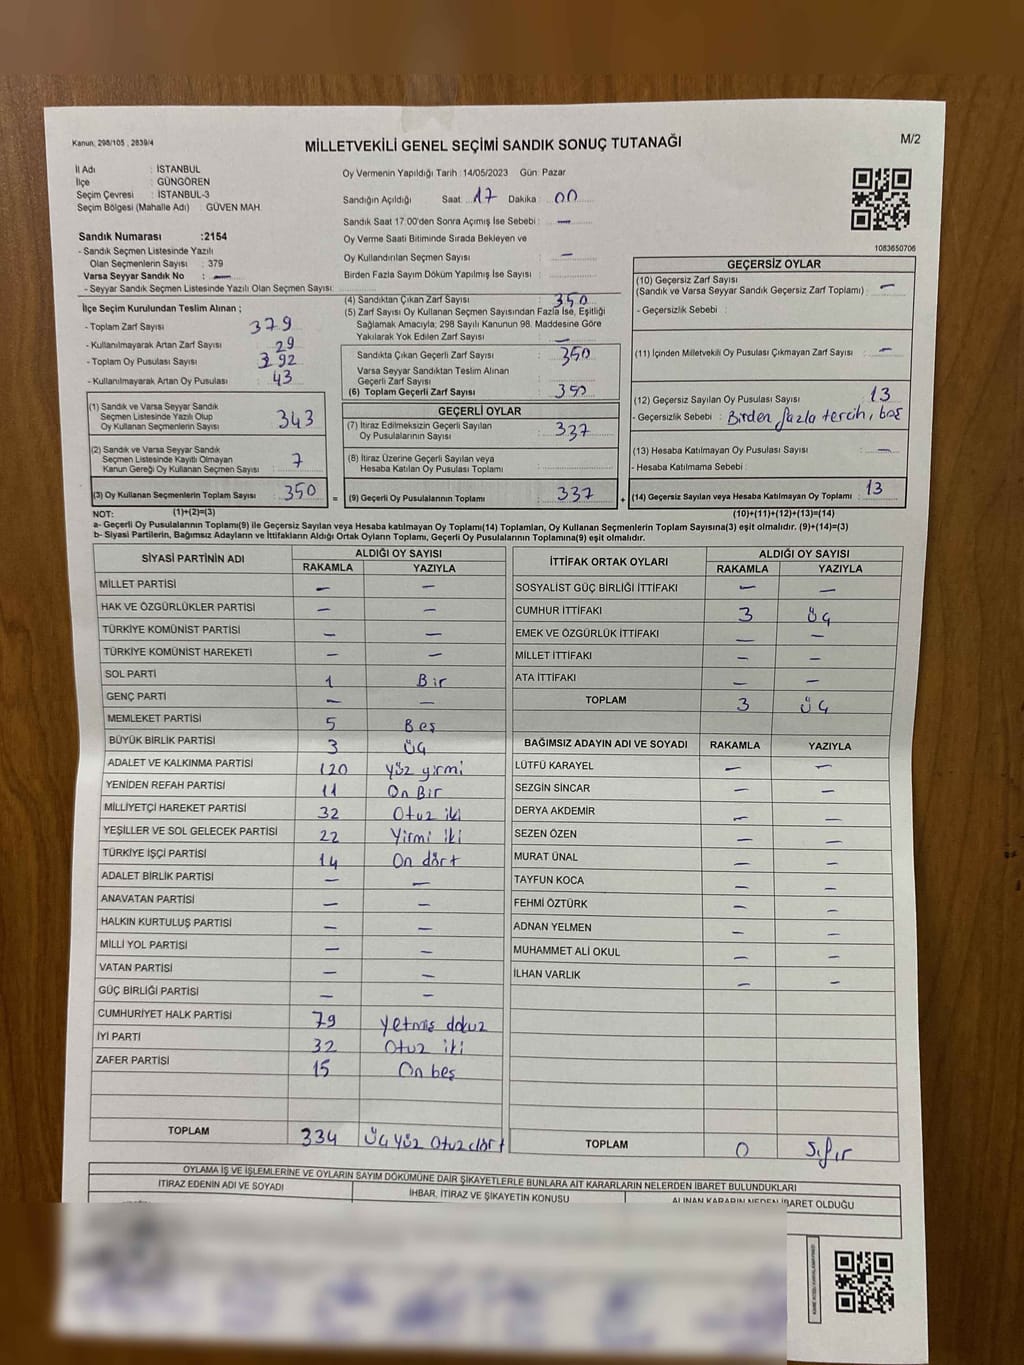 Kanun, 298/105 , 2839/4
MİLLETVEKİLİ GENEL SEÇİMİ SANDIK SONUÇ TUTANAĞI
M/2
İl Adı : İSTANBUL
İlçe : GÜNGÖREN
Seçim Çevresi : İSTANBUL-3
Seçim Bölgesi (Mahalle Adı) : GÜVEN MAH.
Sandık Numarası :2154
- Sandık Seçmen Listesinde Yazılı
Olan Seçmenlerin Sayısı : 379
Varsa Seyyar Sandık No : —
- Seyyar Sandık Seçmen Listesinde Yazılı Olan Seçmen Sayısı:
Oy Vermenin Yapıldığı Tarih :14/05/2023 Gün: Pazar
Sandığın Açıldığı Saat: 17 Dakika: 00
Sandık Saat 17:00'den Sonra Açımış İse Sebebi : —
Oy Verme Saati Bitiminde Sırada Bekleyen ve
Oy Kullandırılan Seçmen Sayısı : —
Birden Fazla Sayım Döküm Yapılmış İse Sayısı :
1083650706
İlçe Seçim Kurulundan Teslim Alınan ;
- Toplam Zarf Sayısı 379
- Kullanılmayarak Artan Zarf Sayısı 29
- Toplam Oy Pusulası Sayısı 392
- Kullanılmayarak Artan Oy Pusulası 43
(1) Sandık ve Varsa Seyyar Sandık
Seçmen Listesinde Yazılı Olup
Oy Kullanan Seçmenlerin Sayısı 343
(2) Sandık ve Varsa Seyyar Sandık
Seçmen Listesinde Kayıtlı Olmayan
Kanun Gereği Oy Kullanan Seçmen Sayısı 7
(3) Oy Kullanan Seçmenlerin Toplam Sayısı 350 =
(4) Sandıktan Çıkan Zarf Sayısı : 350
(5) Zarf Sayısı Oy Kullanan Seçmen Sayısından Fazla İse, Eşitliği
Sağlamak Amacıyla, 298 Sayılı Kanunun 98. Maddesine Göre
Yakılarak Yok Edilen Zarf Sayısı : —
Sandıkta Çıkan Geçerli Zarf Sayısı : 350
Varsa Seyyar Sandıktan Teslim Alınan
Geçerli Zarf Sayısı :
(6) Toplam Geçerli Zarf Sayısı : 350
GEÇERLİ OYLAR
(7) İtiraz Edilmeksizin Geçerli Sayılan
Oy Pusulalarının Sayısı : 337
(8) İtiraz Üzerine Geçerli Sayılan veya
Hesaba Katılan Oy Pusulası Toplamı :
(9) Geçerli Oy Pusulalarının Toplamı : 337 +
GEÇERSİZ OYLAR
(10) Geçersiz Zarf Sayısı
(Sandık ve Varsa Seyyar Sandık Geçersiz Zarf Toplamı) : —
- Geçersizlik Sebebi :
(11) İçinden Milletvekili Oy Pusulası Çıkmayan Zarf Sayısı : —
(12) Geçersiz Sayılan Oy Pusulası Sayısı : 13
- Geçersizlik Sebebi : Birden fazla tercih, boş
(13) Hesaba Katılmayan Oy Pusulası Sayısı : —
- Hesaba Katılmama Sebebi :
(14) Geçersiz Sayılan veya Hesaba Katılmayan Oy Toplamı : 13
NOT: (1)+(2)=(3) (10)+(11)+(12)+(13)=(14)
a- Geçerli Oy Pusulalarının Toplamı(9) ile Geçersiz Sayılan veya Hesaba katılmayan Oy Toplamı(14) Toplamları, Oy Kullanan Seçmenlerin Toplam Sayısına(3) eşit olmalıdır. (9)+(14)=(3)
b- Siyasi Partilerin, Bağımsız Adayların ve İttifakların Aldığı Ortak Oyların Toplamı, Geçerli Oy Pusulalarının Toplamına(9) eşit olmalıdır.
SİYASİ PARTİNİN ADI ALDIĞI OY SAYISI
RAKAMLA YAZIYLA
MİLLET PARTİSİ — —
HAK VE ÖZGÜRLÜKLER PARTİSİ — —
TÜRKİYE KOMÜNİST PARTİSİ — —
TÜRKİYE KOMÜNİST HAREKETİ — —
SOL PARTİ 1 Bir
GENÇ PARTİ — —
MEMLEKET PARTİSİ 5 Beş
BÜYÜK BİRLİK PARTİSİ 3 Üç
ADALET VE KALKINMA PARTİSİ 120 Yüz yirmi
YENİDEN REFAH PARTİSİ 11 On Bir
MİLLİYETÇİ HAREKET PARTİSİ 32 Otuz iki
YEŞİLLER VE SOL GELECEK PARTİSİ 22 Yirmi iki
TÜRKİYE İŞÇİ PARTİSİ 14 On dört
ADALET BİRLİK PARTİSİ — —
ANAVATAN PARTİSİ — —
HALKIN KURTULUŞ PARTİSİ — —
MİLLİ YOL PARTİSİ — —
VATAN PARTİSİ — —
GÜÇ BİRLİĞİ PARTİSİ — —
CUMHURİYET HALK PARTİSİ 79 Yetmiş dokuz
İYİ PARTİ 32 Otuz iki
ZAFER PARTİSİ 15 On beş
TOPLAM 334 Üç Yüz Otuz dört
İTTİFAK ORTAK OYLARI ALDIĞI OY SAYISI
RAKAMLA YAZIYLA
SOSYALİST GÜÇ BİRLİĞİ İTTİFAKI — —
CUMHUR İTTİFAKI 3 Üç
EMEK VE ÖZGÜRLÜK İTTİFAKI — —
MİLLET İTTİFAKI — —
ATA İTTİFAKI — —
TOPLAM 3 Üç
BAĞIMSIZ ADAYIN ADI VE SOYADI RAKAMLA YAZIYLA
LÜTFÜ KARAYEL — —
SEZGİN SİNCAR — —
DERYA AKDEMİR — —
SEZEN ÖZEN — —
MURAT ÜNAL — —
TAYFUN KOCA — —
FEHMİ ÖZTÜRK — —
ADNAN YELMEN — —
MUHAMMET ALİ OKUL — —
İLHAN VARLIK — —
TOPLAM 0 Sıfır
OYLAMA İŞ VE İŞLEMLERİNE VE OYLARIN SAYIM DÖKÜMÜNE DAİR ŞİKAYETLERLE BUNLARA AİT KARARLARIN NELERDEN İBARET BULUNDUKLARI
İTİRAZ EDENİN ADI VE SOYADI İHBAR, İTİRAZ VE ŞİKAYETİN KONUSU ALINAN KARARIN NEDEN İBARET OLDUĞU